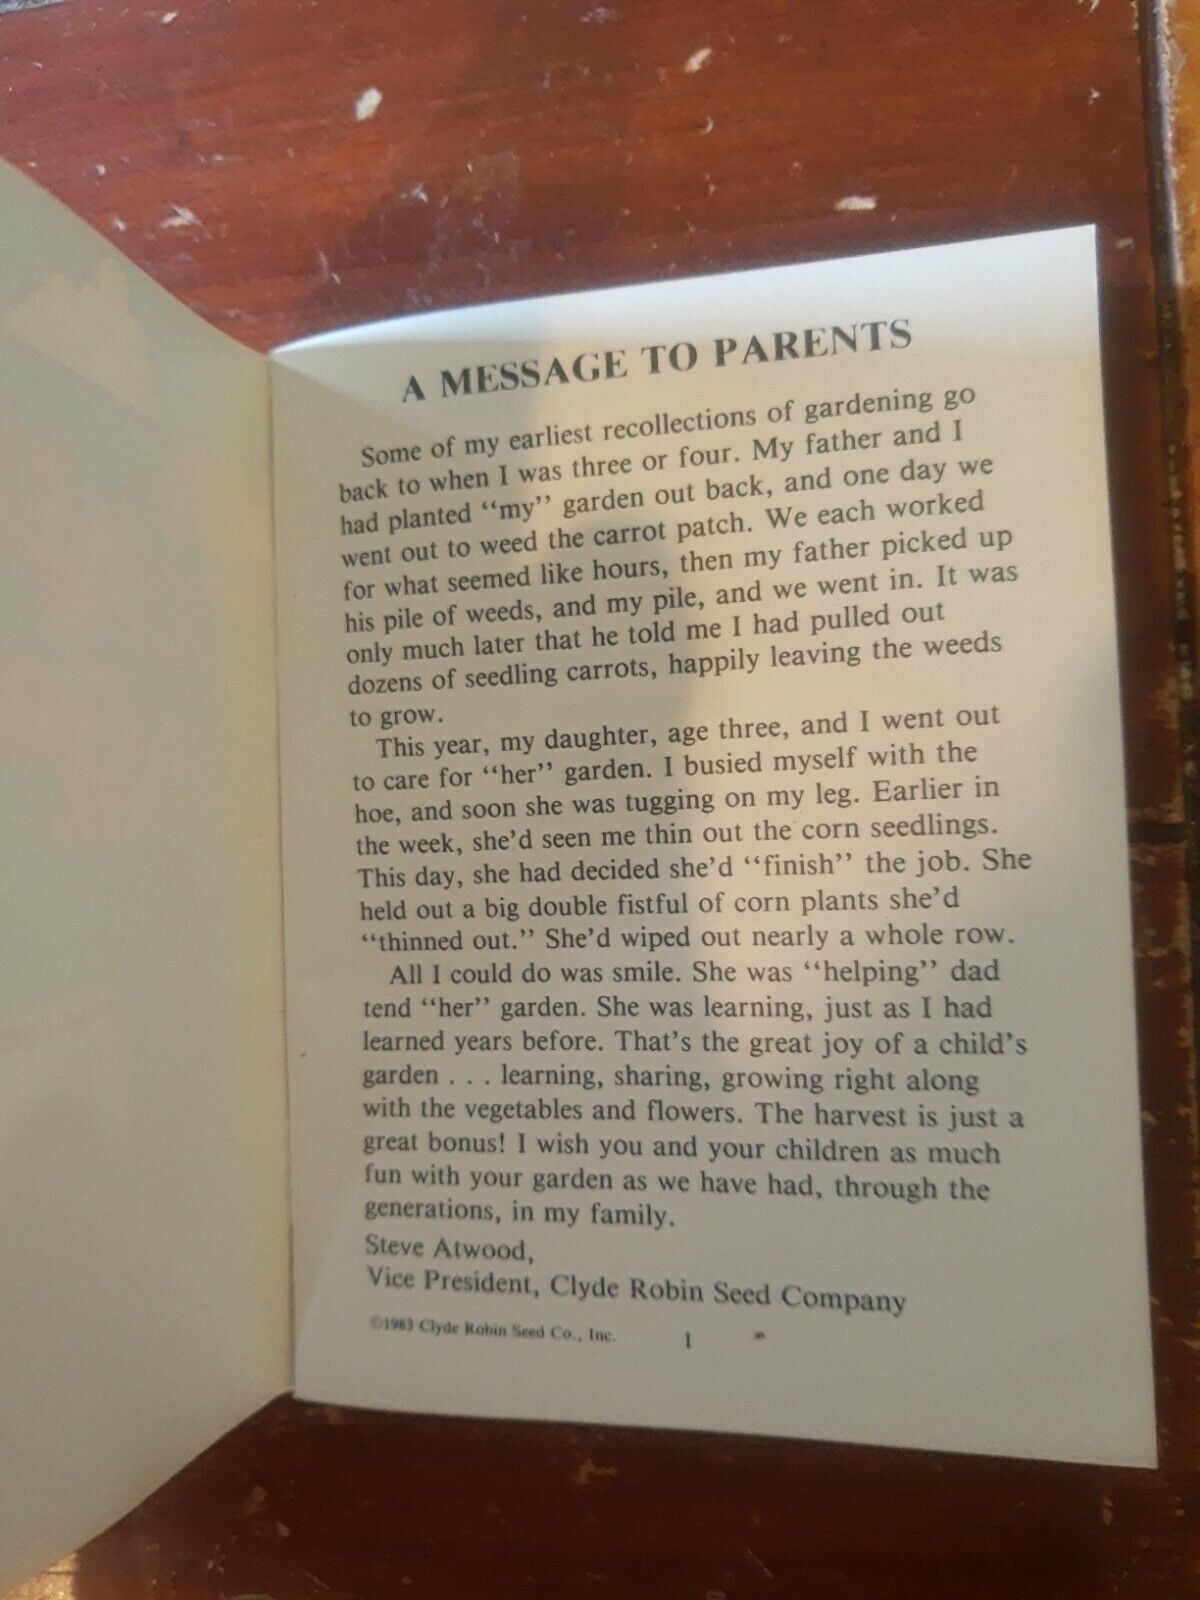 A MESSAGE TO PARENTS
Some of my earliest recollections of gardening go
back to when I was three or four. My father and I
had planted “my” garden out back, and one day we
went out to weed the carrot patch. We each worked
for what seemed like hours, then my father picked up
his pile of weeds, and my pile, and we went in. It was
only much later that he told me I had pulled out
dozens of seedling carrots, happily leaving the weeds
to grow.
This year, my daughter, age three, and I went out
to care for “her” garden. I busied myself with the
hoe, and soon she was tugging on my leg. Earlier in
the week, she’d seen me thin out the corn seedlings.
This day, she had decided she’d “finish” the job. She
held out a big double fistful of corn plants she’d
“thinned out.” She’d wiped out nearly a whole row.
All I could do was smile. She was “helping” dad
tend “her” garden. She was learning, just as I had
learned years before. That’s the great joy of a child’s
garden . . . learning, sharing, growing right along
with the vegetables and flowers. The harvest is just a
great bonus! I wish you and your children as much
fun with your garden as we have had, through the
generations, in my family.
Steve Atwood,
Vice President, Clyde Robin Seed Company
©1983 Clyde Robin Seed Co., Inc.
1